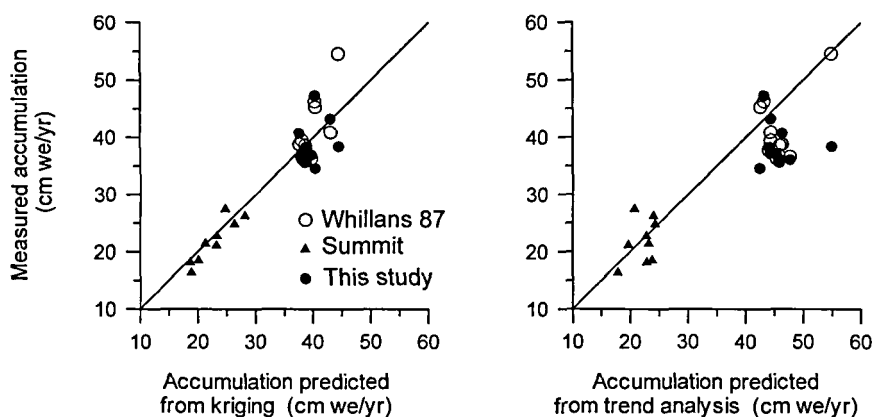 Measured accumulation
(cm we/yr)
60
50
40
30
20
10
10 20 30 40 50 60
Whillans 87
Summit
This study
Accumulation predicted
from kriging (cm we/yr)
60
50
40
30
20
10
10 20 30 40 50 60
Accumulation predicted
from trend analysis (cm we/yr)